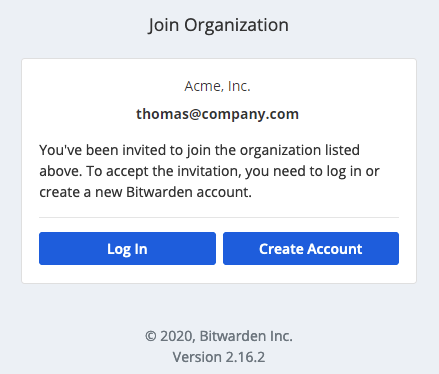 Join Organization
Acme, Inc.
thomas@company.com
You've been invited to join the organization listed
above. To accept the invitation, you need to log in or
create a new Bitwarden account.
Log In
Create Account
© 2020, Bitwarden Inc.
Version 2.16.2